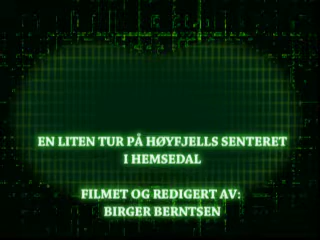 EN LITEN TUR PÅ HØYFJELLS SENTERET
I HEMSEDAL
FILMET OG REDIGERT AV:
BIRGER BERNTSEN